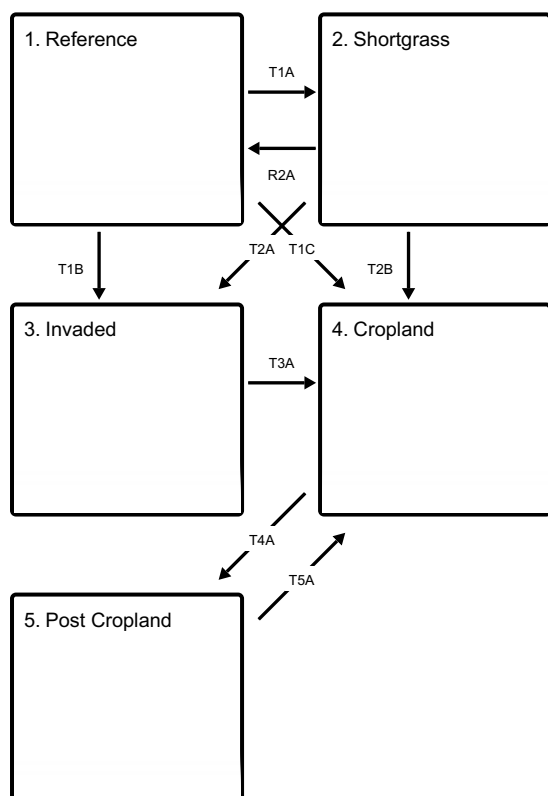 1. Reference
2. Shortgrass
T1A
R2A
T1B
T2A
T1C
T2B
3. Invaded
4. Cropland
T3A
T4A
T5A
5. Post Cropland